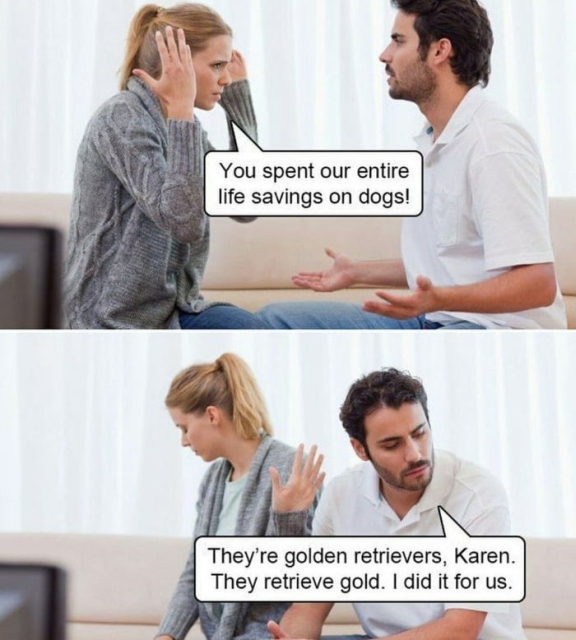 You spent our entire
life savings on dogs!
They're golden retrievers, Karen.
They retrieve gold. I did it for us.